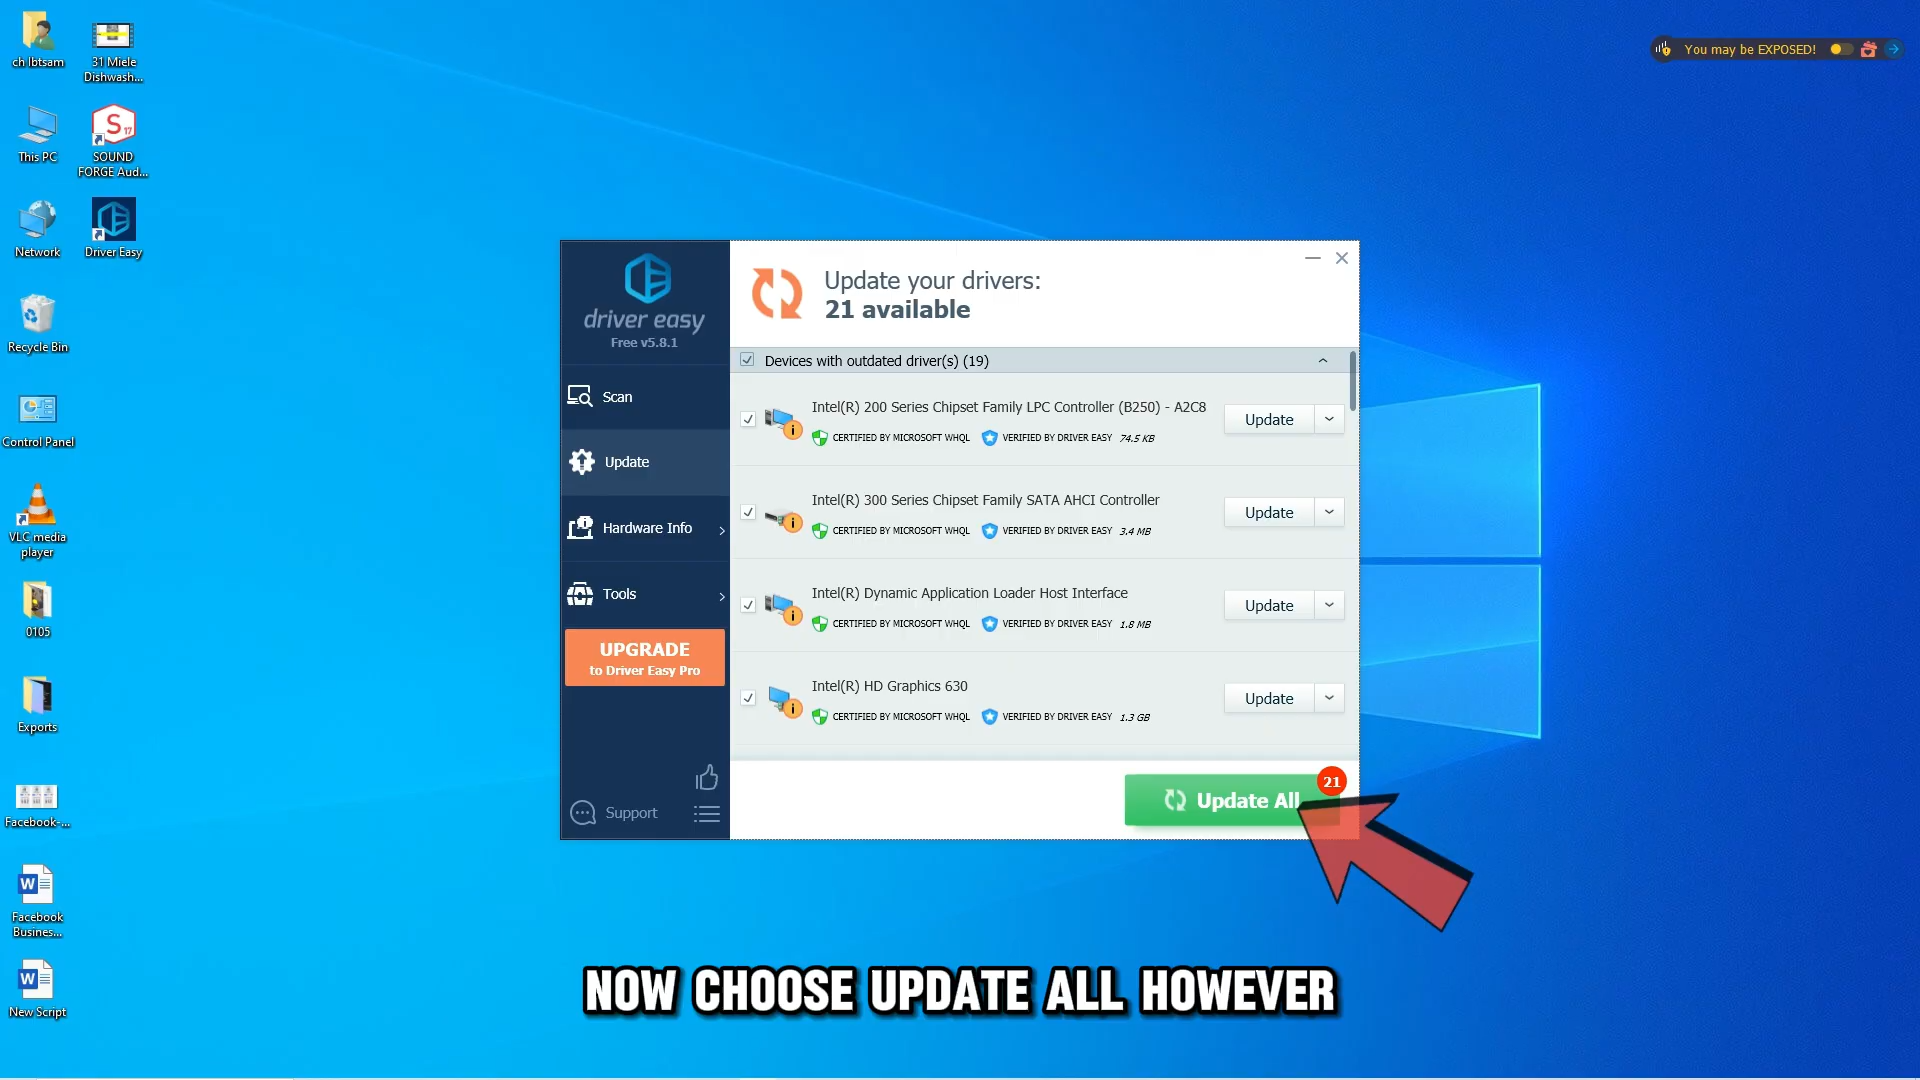 ch Ibtsam
31 Miele
Dishwash...
This PC
S 17
SOUND
FORGE Aud...
Network
Driver Easy
Recycle Bin
Control Panel
VLC media
player
0105
Exports
Facebook-...
W
Facebook
Busines...
W
New Script
You may be EXPOSED!
driver easy
Free v5.8.1
Scan
Update
Hardware Info
Tools
UPGRADE
to Driver Easy Pro
Support
Update your drivers:
21 available
Devices with outdated driver(s) (19)
Intel(R) 200 Series Chipset Family LPC Controller (B250) - A2C8
CERTIFIED BY MICROSOFT WHQL VERIFIED BY DRIVER EASY 74.5 KB
Update
Intel(R) 300 Series Chipset Family SATA AHCI Controller
CERTIFIED BY MICROSOFT WHQL VERIFIED BY DRIVER EASY 3.4 MB
Update
Intel(R) Dynamic Application Loader Host Interface
CERTIFIED BY MICROSOFT WHQL VERIFIED BY DRIVER EASY 1.8 MB
Update
Intel(R) HD Graphics 630
CERTIFIED BY MICROSOFT WHQL VERIFIED BY DRIVER EASY 1.3 GB
Update
21
Update All
NOW CHOOSE UPDATE ALL HOWEVER